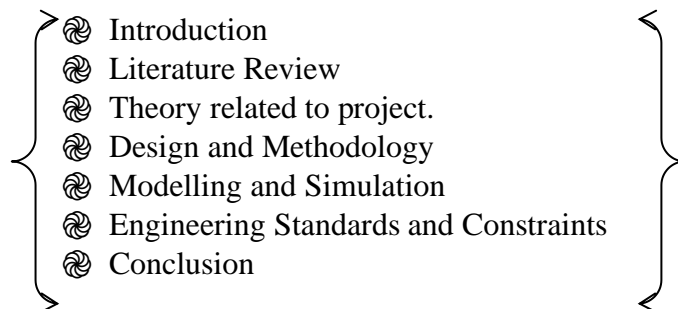 Introduction
Literature Review
Theory related to project.
Design and Methodology
Modelling and Simulation
Engineering Standards and Constraints
Conclusion